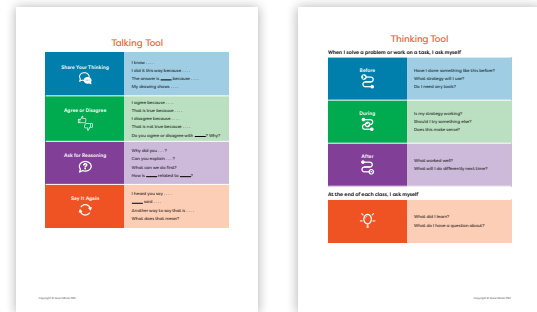 Talking Tool
Share Your Thinking
I know . . . .
I did it this way because . . . .
The answer is ____ because . . . .
My drawing shows . . . .
Agree or Disagree
I agree because . . . .
That is true because . . . .
I disagree because . . . .
That is not true because . . . .
Do you agree or disagree with ____? Why?
Ask for Reasoning
Why did you . . . ?
Can you explain . . . ?
What can we do first?
How is ____ related to ____?
Say It Again
I heard you say . . . .
____ said . . . .
Another way to say that is . . . .
What does that mean?
Thinking Tool
When I solve a problem or work on a task, I ask myself
Before
Have I done something like this before?
What strategy will I use?
Do I need any tools?
During
Is my strategy working?
Should I try something else?
Does this make sense?
After
What worked well?
What will I do differently next time?
At the end of each class, I ask myself
What did I learn?
What do I have a question about?